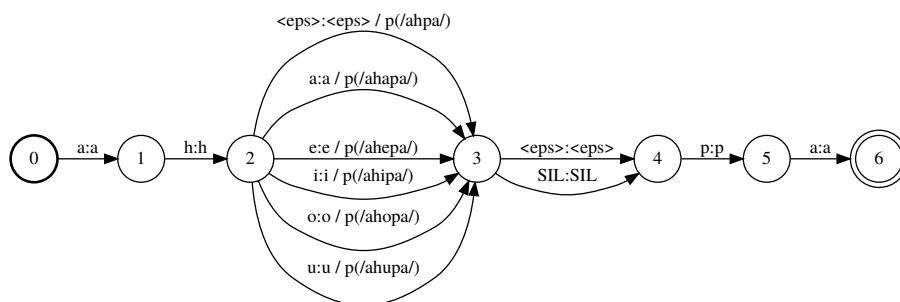 <eps>:<eps> / p(/ahpa/)
a:a / p(/ahapa/)
0 a:a 1 h:h 2 e:e / p(/ahepa/) 3 <eps>:<eps> 4 p:p 5 a:a 6
i:i / p(/ahipa/) SIL:SIL
o:o / p(/ahopa/)
u:u / p(/ahupa/)